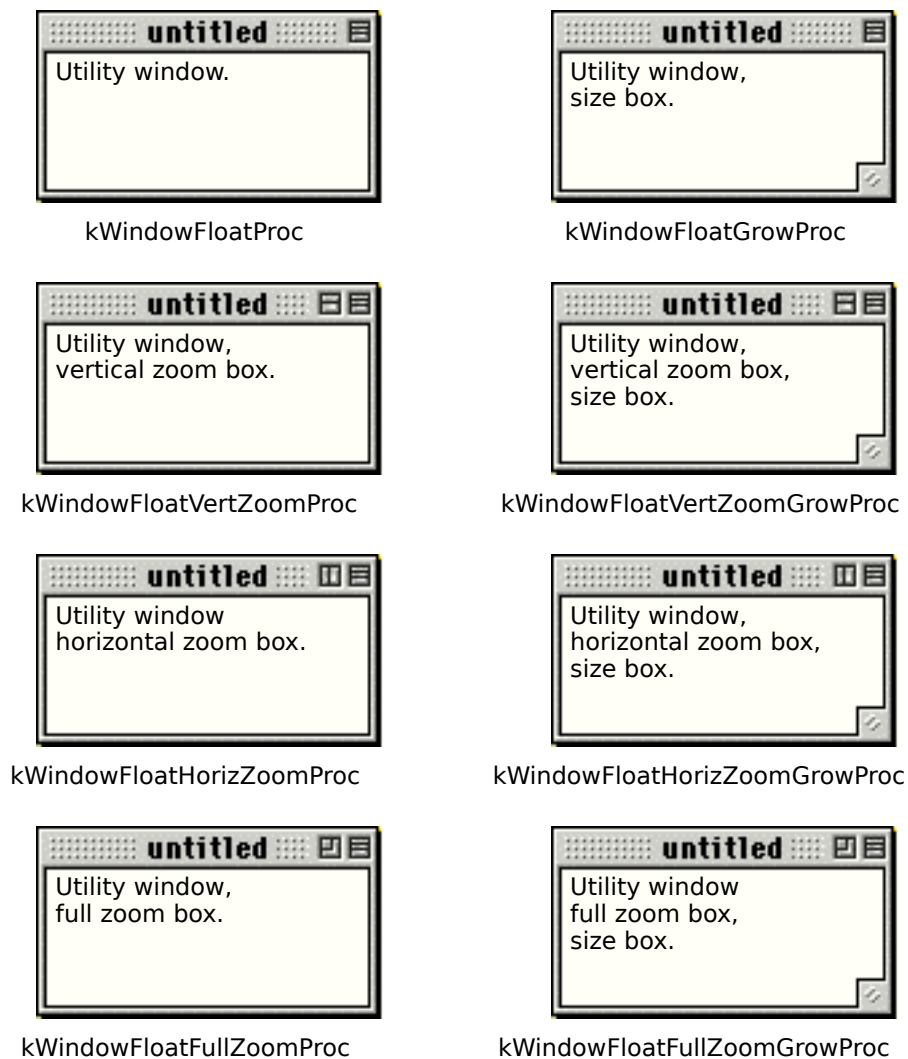 untitled
Utility window.
kWindowFloatProc
untitled
Utility window,
size box.
kWindowFloatGrowProc
untitled
Utility window,
vertical zoom box.
kWindowFloatVertZoomProc
untitled
Utility window,
vertical zoom box,
size box.
kWindowFloatVertZoomGrowProc
untitled
Utility window
horizontal zoom box.
kWindowFloatHorizZoomProc
untitled
Utility window,
horizontal zoom box,
size box.
kWindowFloatHorizZoomGrowProc
untitled
Utility window,
full zoom box.
kWindowFloatFullZoomProc
untitled
Utility window
full zoom box,
size box.
kWindowFloatFullZoomGrowProc